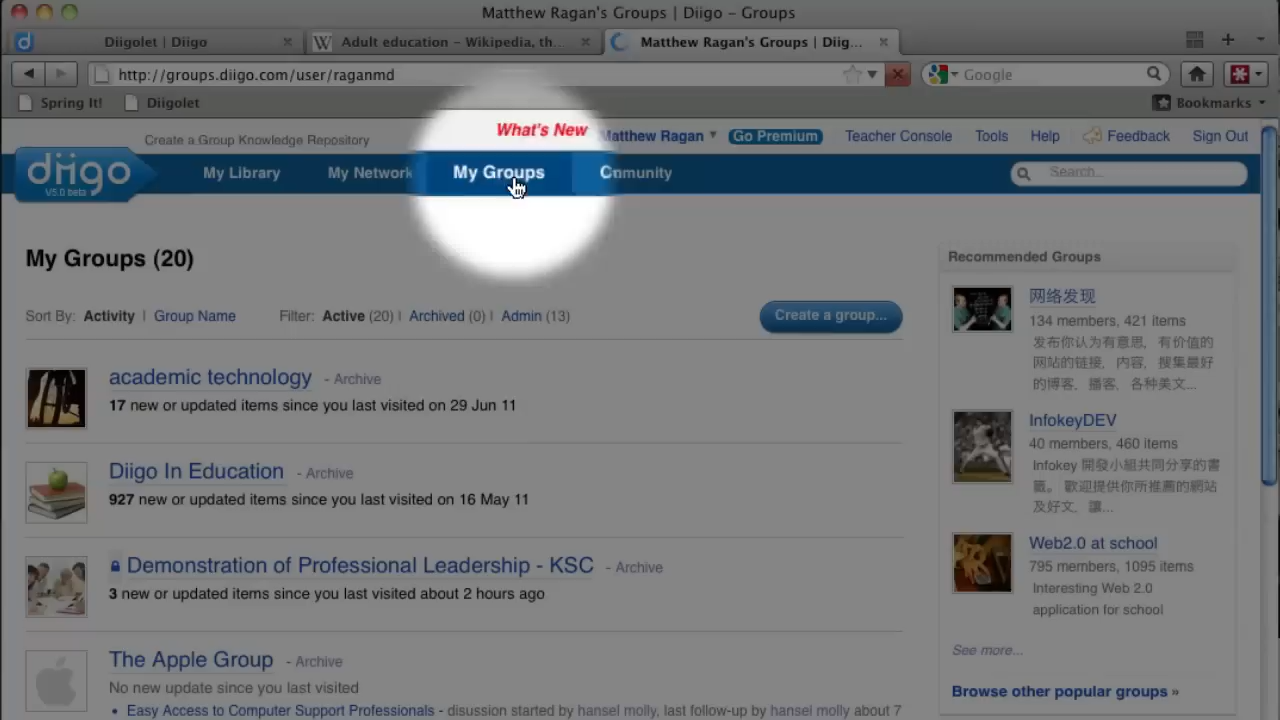 Matthew Ragan's Groups | Diigo – Groups
Diigolet | Diigo
Adult education – Wikipedia, th...
Matthew Ragan's Groups | Diig...
http://groups.diigo.com/user/raganmd
Google
Spring It!
Diigolet
Bookmarks
Create a Group Knowledge Repository
What's New
Matthew Ragan
Go Premium
Teacher Console
Tools
Help
Feedback
Sign Out
diigo
V5.0 beta
My Library
My Network
My Groups
Community
Search...
My Groups (20)
Sort By: Activity | Group Name Filter: Active (20) | Archived (0) | Admin (13)
Create a group...
academic technology - Archive
17 new or updated items since you last visited on 29 Jun 11
Diigo In Education - Archive
927 new or updated items since you last visited on 16 May 11
Demonstration of Professional Leadership - KSC - Archive
3 new or updated items since you last visited about 2 hours ago
The Apple Group - Archive
No new update since you last visited
• Easy Access to Computer Support Professionals - disussion started by hansel molly, last follow-up by hansel molly about 7
Recommended Groups
网络发现
134 members, 421 items
发布你认为有意思，有价值的
网站的链接，内容，搜集最好
的博客，播客，各种美文...
InfokeyDEV
40 members, 460 items
Infokey 開發小組共同分享的書
籤。 歡迎提供你所推薦的網站
及好文，讓...
Web2.0 at school
795 members, 1095 items
Interesting Web 2.0
application for school
See more...
Browse other popular groups »